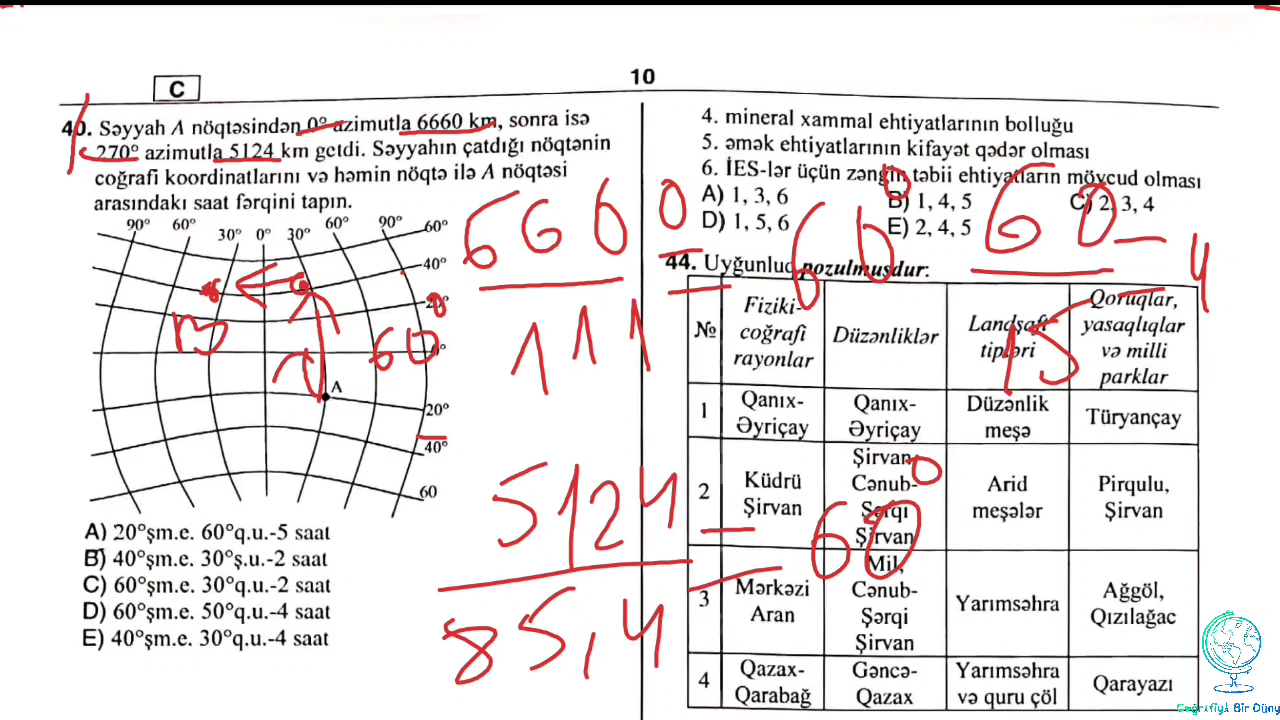 C
10
40. Səyyah A nöqtəsindən 0° azimutla 6660 km, sonra isə
270° azimutla 5124 km getdi. Səyyahın çatdığı nöqtənin
coğrafi koordinatlarını və həmin nöqtə ilə A nöqtəsi
arasındakı saat fərqini tapın.
90° 60° 30° 0° 30° 60° 90° 60°
40°
20°
0°
A
20°
40°
60
A) 20°şm.e. 60°q.u.-5 saat
B) 40°şm.e. 30°ş.u.-2 saat
C) 60°şm.e. 30°q.u.-2 saat
D) 60°şm.e. 50°q.u.-4 saat
E) 40°şm.e. 30°q.u.-4 saat
B
60°
6660
111
= 60°
5124
85,4
= 60°
60
15
- 4
4. mineral xammal ehtiyatlarının bolluğu
5. əmək ehtiyatlarının kifayət qədər olması
6. İES-lər üçün zəngin təbii ehtiyatların mövcud olması
A) 1, 3, 6 B) 1, 4, 5 C) 2, 3, 4
D) 1, 5, 6 E) 2, 4, 5
44. Uyğunluq pozulmuşdur:
№
Fiziki-
coğrafi
rayonlar
Düzənliklər
Landşaft
tipləri
Qoruqlar,
yasaqlıqlar
və milli
parklar
1
Qanıx-
Əyriçay
Qanıx-
Əyriçay
Düzənlik
meşə
Türyançay
2
Küdrü
Şirvan
Şirvan,
Cənub-
Şərqi
Şirvan
Arid
meşələr
Pirqulu,
Şirvan
3
Mərkəzi
Aran
Mil,
Cənub-
Şərqi
Şirvan
Yarımsəhra
Ağgöl,
Qızılağac
4
Qazax-
Qarabağ
Gəncə-
Qazax
Yarımsəhra
və quru çöl
Qarayazı
Coğrafiya Bir Dünya